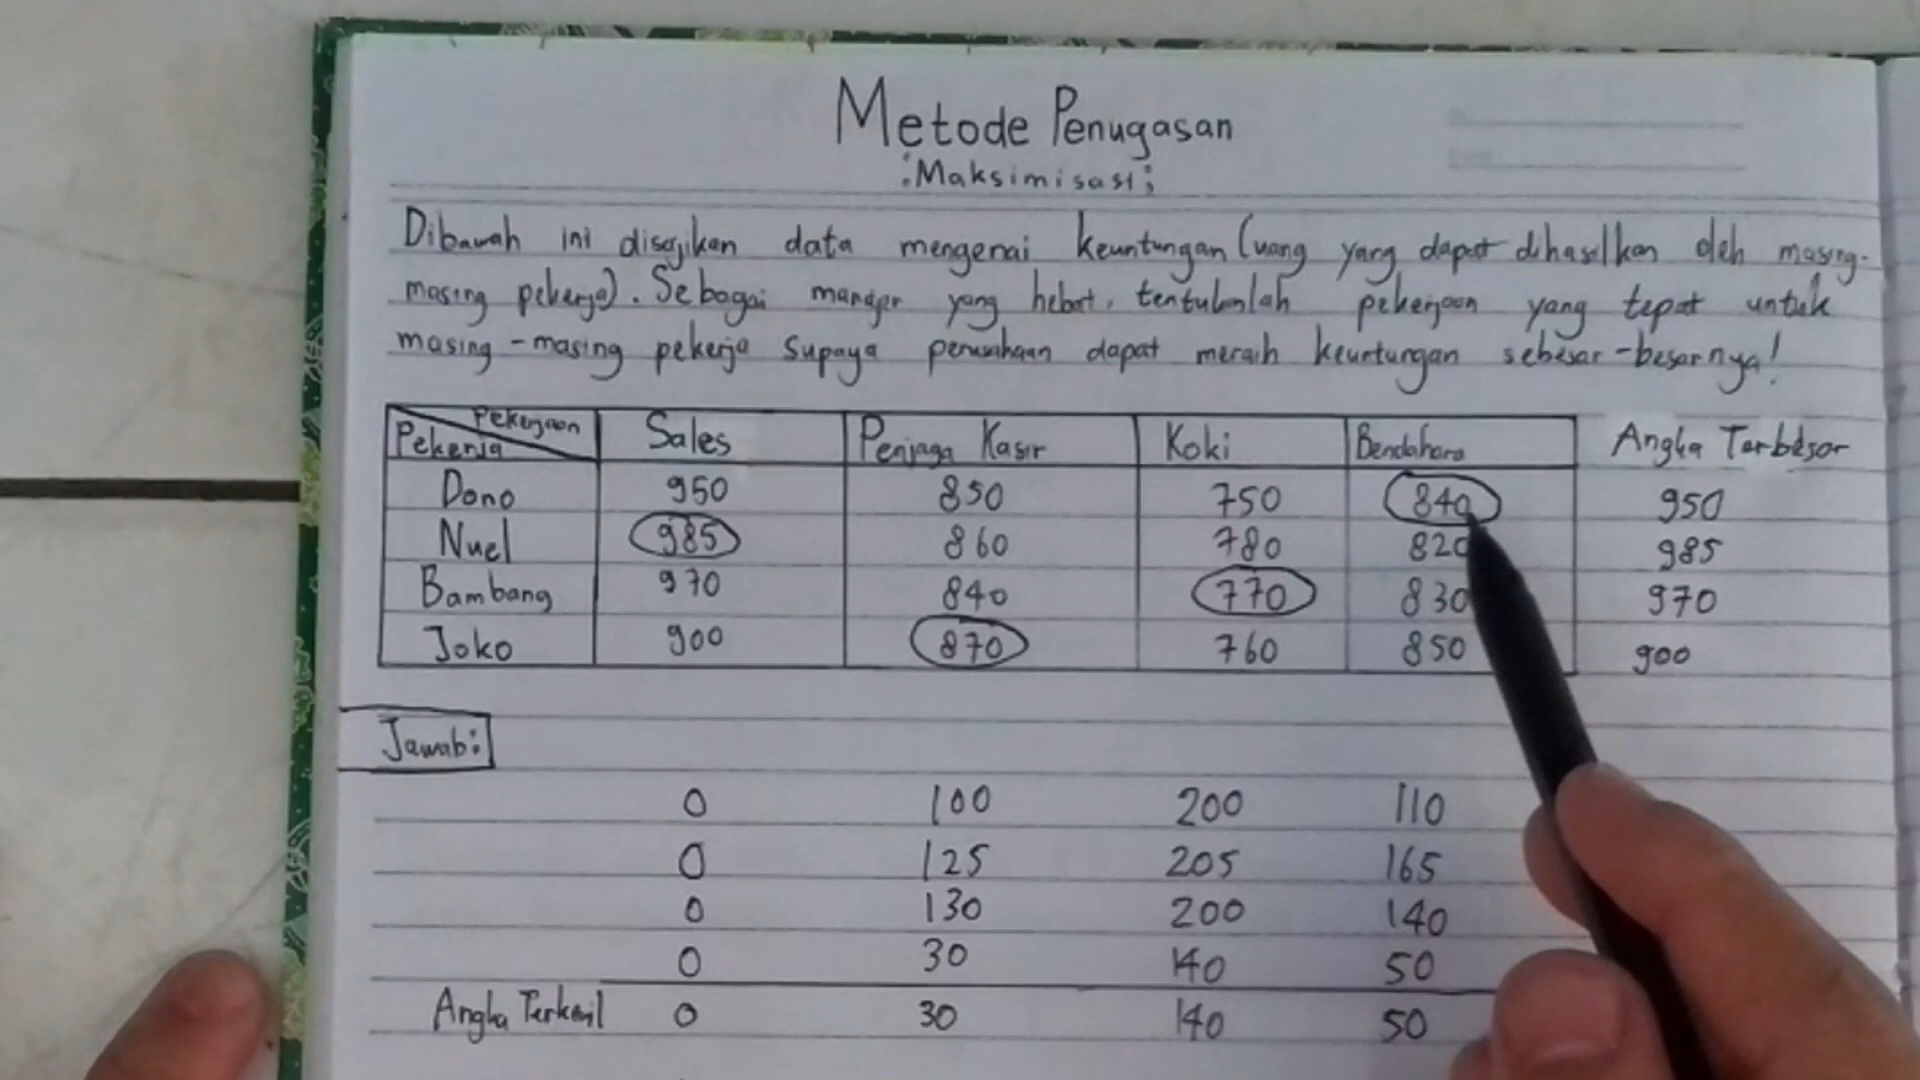 Metode Penugasan
:Maksimisasi:
Dibawah ini disajikan data mengenai keuntungan (uang yang dapat dihasilkan oleh masing-
masing pekerja). Sebagai manajer yang hebat, tentukanlah pekerjaan yang tepat untuk
masing-masing pekerja supaya perusahaan dapat meraih keuntungan sebesar-besarnya!
Pekerjaan
Pekerja Sales Penjaga Kasir Koki Bendahara Angka Terbesar
Dono 950 850 750 840 950
Nuel 985 860 780 820 985
Bambang 970 840 770 830 970
Joko 900 870 760 850 900
Jawab:
0 100 200 110
0 125 205 165
0 130 200 140
0 30 140 50
Angka Terkecil 0 30 140 50